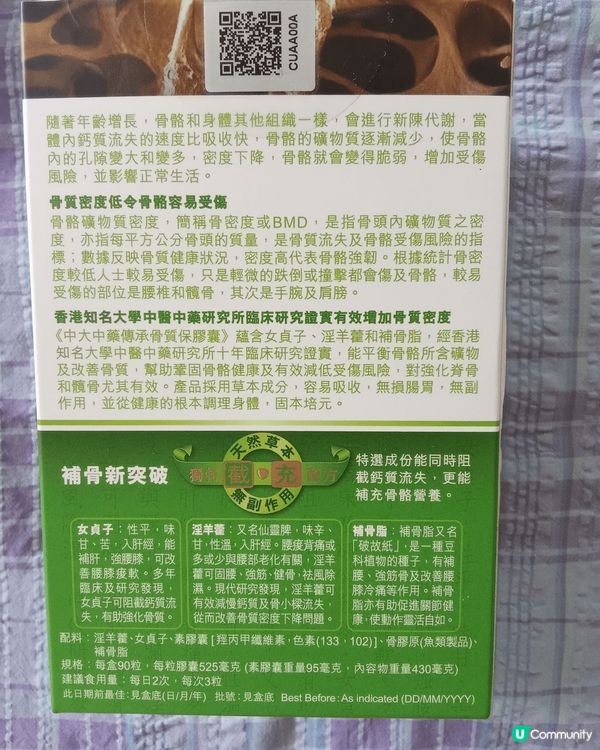 CUAA00A
隨著年齡增長，骨骼和身體其他組織一樣，會進行新陳代謝，當
體內鈣質流失的速度比吸收快，骨骼的礦物質逐漸減少，使骨骼
內的孔隙變大和變多，密度下降，骨骼就會變得脆弱，增加受傷
風險，並影響正常生活。
骨質密度低令骨骼容易受傷
骨骼礦物質密度，簡稱骨密度或BMD，是指骨頭內礦物質之密
度，亦指每平方公分骨頭的質量，是骨質流失及骨骼受傷風險的指
標；數據反映骨質健康狀況，密度高代表骨骼強韌。根據統計骨密
度較低人士較易受傷，只是輕微的跌倒或撞擊都會傷及骨骼，較易
受傷的部位是腰椎和髖骨，其次是手腕及肩膀。
香港知名大學中醫中藥研究所臨床研究證實有效增加骨質密度
《中大中藥傳承骨質保膠囊》蘊含女貞子、淫羊藿和補骨脂，經香港
知名大學中醫中藥研究所十年臨床研究證實，能平衡骨骼所含礦物
及改善骨質，幫助鞏固骨骼健康及有效減低受傷風險，對強化脊骨
和髖骨尤其有效。產品採用草本成分，容易吸收，無損腸胃，無副
作用，並從健康的根本調理身體，固本培元。
補骨新突破
天然草本
獨特 截 充 配方
無副作用
特選成份能同時阻
截鈣質流失，更能
補充骨骼營養。
女貞子：性平，味
甘、苦，入肝經，能
補肝，強腰膝，可改
善腰膝痠軟。多年
臨床及研究發現，
女貞子可阻截鈣質流
失，有助強化骨質。
淫羊藿：又名仙靈脾，味辛、
甘，性溫，入肝經。腰痠背痛或
多或少與腰部老化有關，淫羊
藿可固腰、強筋、健骨、祛風除
濕。現代研究發現，淫羊藿可
有效減慢鈣質及骨小樑流失，
從而改善骨質密度下降問題。
補骨脂：補骨脂又名
「破故紙」，是一種豆
科植物的種子，有補
腰、強筋骨及改善腰
膝冷痛等作用。補骨
脂亦有助促進關節健
康，使動作靈活自如。
配料：淫羊藿、女貞子、素膠囊［羥丙甲纖維素，色素(133，102)］、骨膠原(魚類製品)、
補骨脂
規格：每盒90粒，每粒膠囊525毫克 (素膠囊重量95毫克，內容物重量430毫克)
建議食用量：每日2次，每次3粒
此日期前最佳：見盒底(日/月/年) 批號：見盒底 Best Before: As indicated (DD/MM/YYYY)
U Community